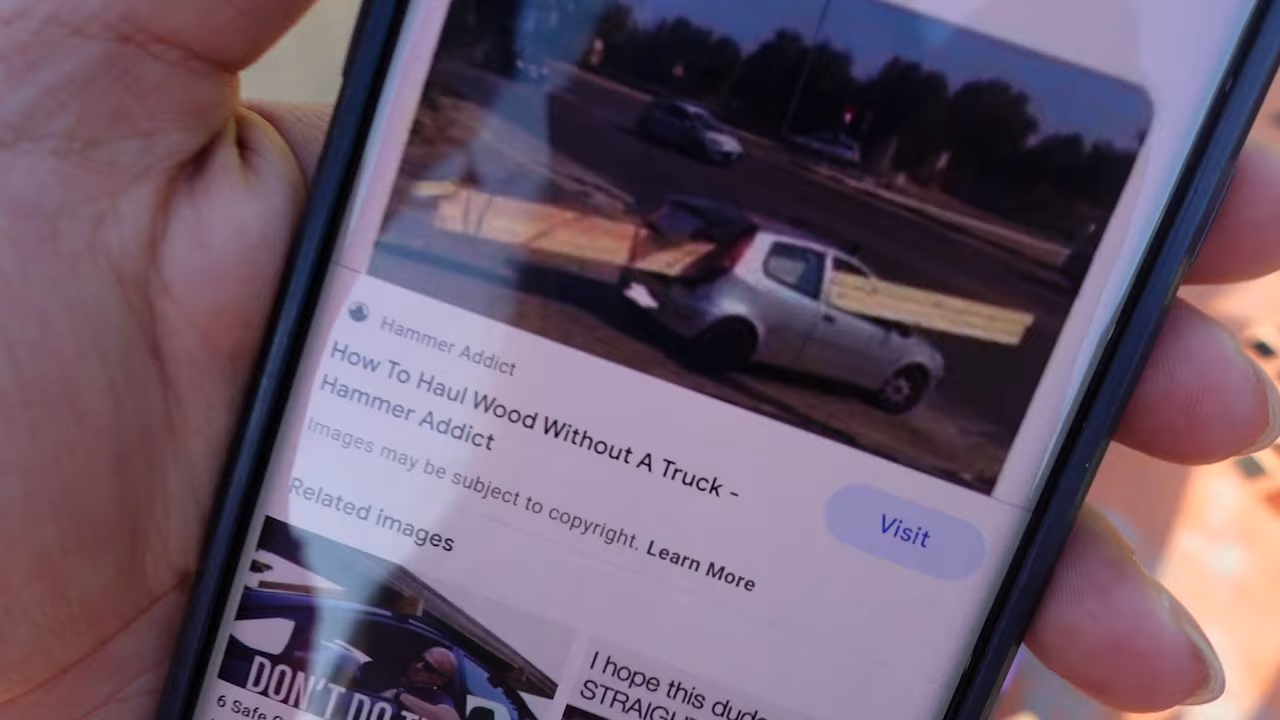 Hammer Addict
How To Haul Wood Without A Truck -
Hammer Addict
Images may be subject to copyright. Learn More
Visit
Related images
DON'T DO
I hope this dude
6 Safe